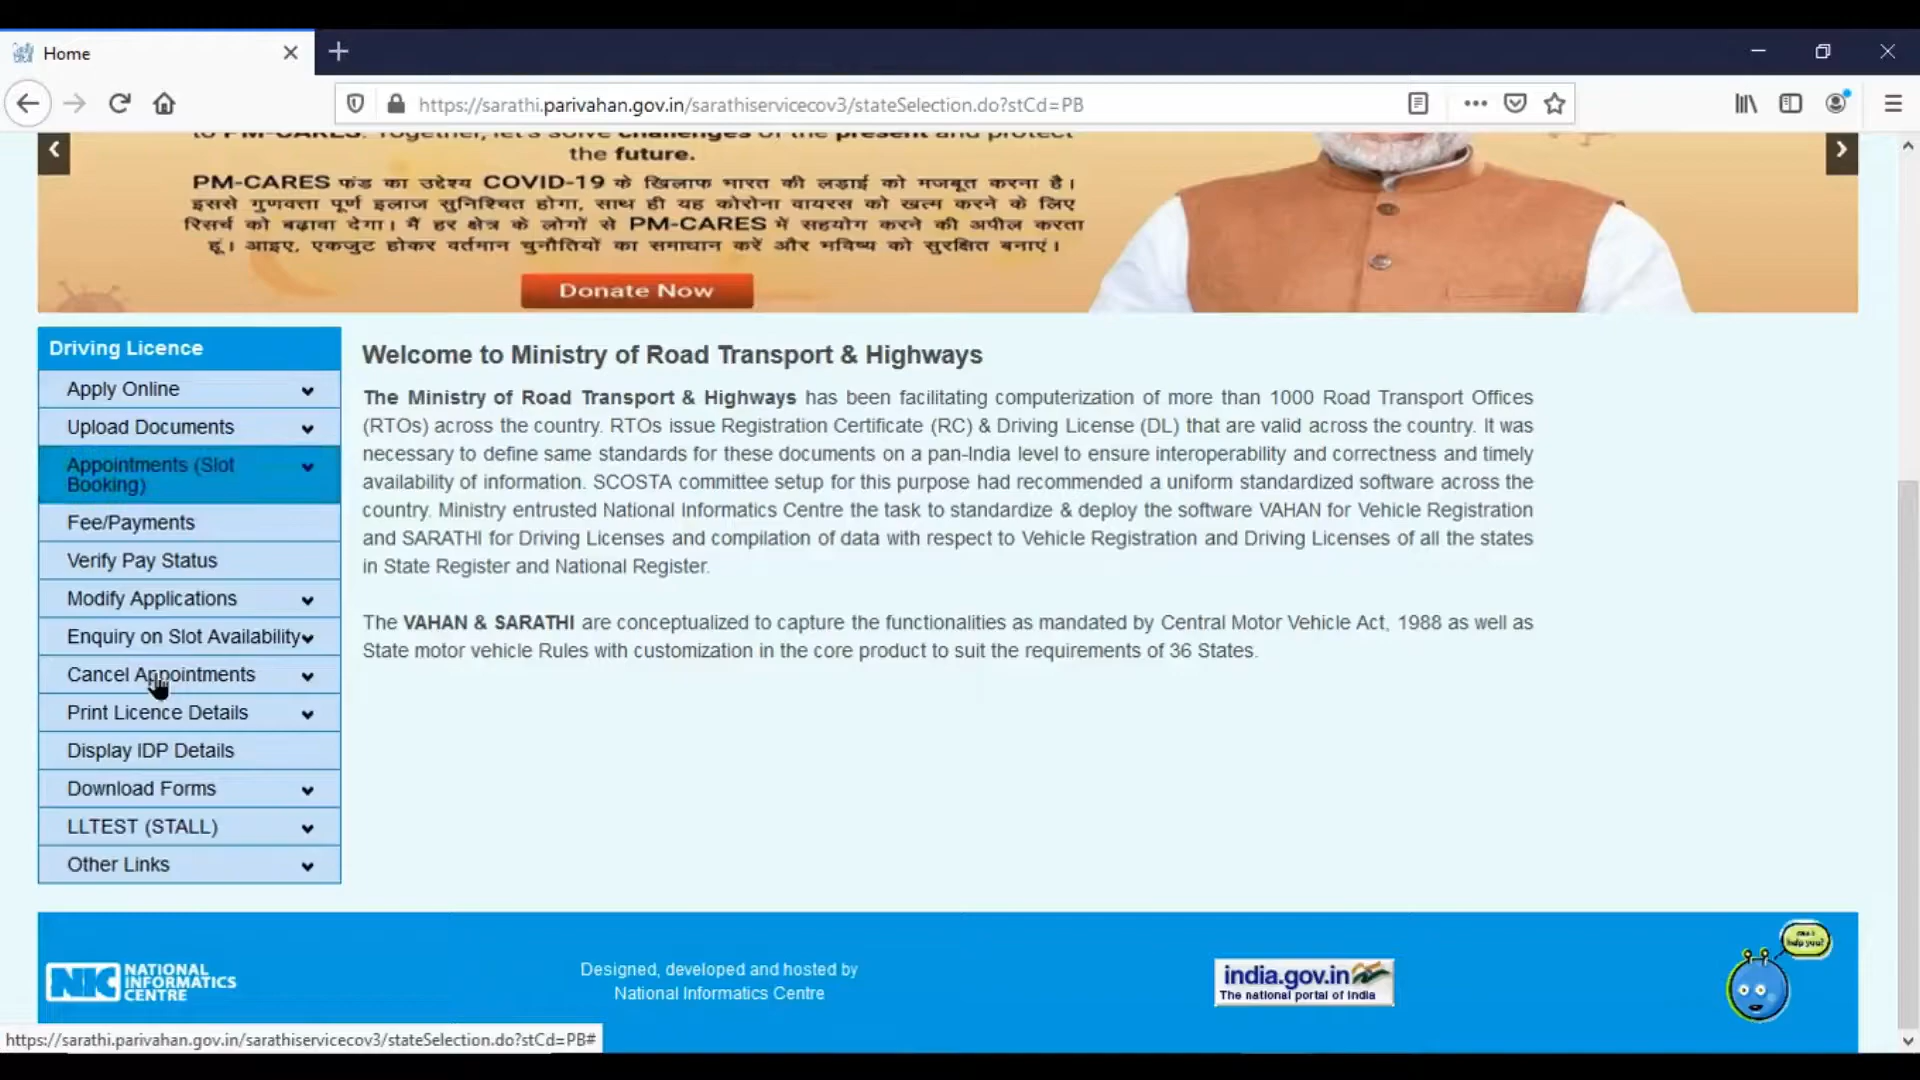 Home
https://sarathi.parivahan.gov.in/sarathiservicecov3/stateSelection.do?stCd=PB
to PM-CARES. Together, let's solve challenges of the present and protect
the future.
PM-CARES फंड का उद्देश्य COVID-19 के खिलाफ भारत की लड़ाई को मजबूत करना है।
इससे गुणवत्ता पूर्ण इलाज सुनिश्चित होगा, साथ ही यह कोरोना वायरस को खत्म करने के लिए
रिसर्च को बढ़ावा देगा। मैं हर क्षेत्र के लोगों से PM-CARES में सहयोग करने की अपील करता
हूं। आइए, एकजुट होकर वर्तमान चुनौतियों का समाधान करें और भविष्य को सुरक्षित बनाएं।
Donate Now
Driving Licence
Apply Online
Upload Documents
Appointments (Slot
Booking)
Fee/Payments
Verify Pay Status
Modify Applications
Enquiry on Slot Availability
Cancel Appointments
Print Licence Details
Display IDP Details
Download Forms
LLTEST (STALL)
Other Links
Welcome to Ministry of Road Transport & Highways
The Ministry of Road Transport & Highways has been facilitating computerization of more than 1000 Road Transport Offices
(RTOs) across the country. RTOs issue Registration Certificate (RC) & Driving License (DL) that are valid across the country. It was
necessary to define same standards for these documents on a pan-India level to ensure interoperability and correctness and timely
availability of information. SCOSTA committee setup for this purpose had recommended a uniform standardized software across the
country. Ministry entrusted National Informatics Centre the task to standardize & deploy the software VAHAN for Vehicle Registration
and SARATHI for Driving Licenses and compilation of data with respect to Vehicle Registration and Driving Licenses of all the states
in State Register and National Register.
The VAHAN & SARATHI are conceptualized to capture the functionalities as mandated by Central Motor Vehicle Act, 1988 as well as
State motor vehicle Rules with customization in the core product to suit the requirements of 36 States.
NIC NATIONAL
INFORMATICS
CENTRE
Designed, developed and hosted by
National Informatics Centre
india.gov.in
The national portal of India
help you?
https://sarathi.parivahan.gov.in/sarathiservicecov3/stateSelection.do?stCd=PB#